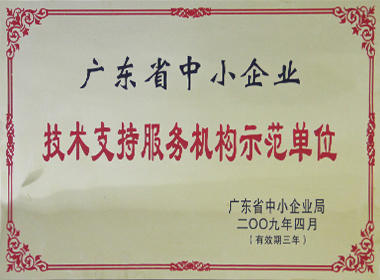 广东省中小企业
技术支持服务机构示范单位
广东省中小企业局
二〇〇九年四月
（有效期三年）